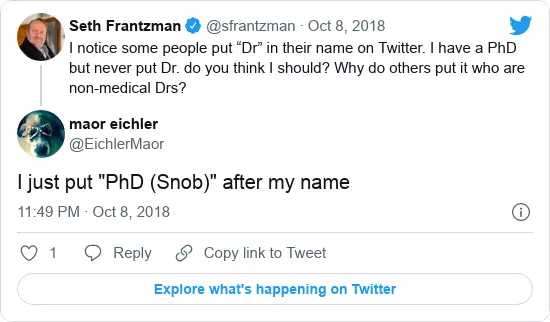 Seth Frantzman @sfrantzman · Oct 8, 2018
I notice some people put “Dr” in their name on Twitter. I have a PhD
but never put Dr. do you think I should? Why do others put it who are
non-medical Drs?
maor eichler
@EichlerMaor
I just put "PhD (Snob)" after my name
11:49 PM · Oct 8, 2018
1 Reply Copy link to Tweet
Explore what's happening on Twitter